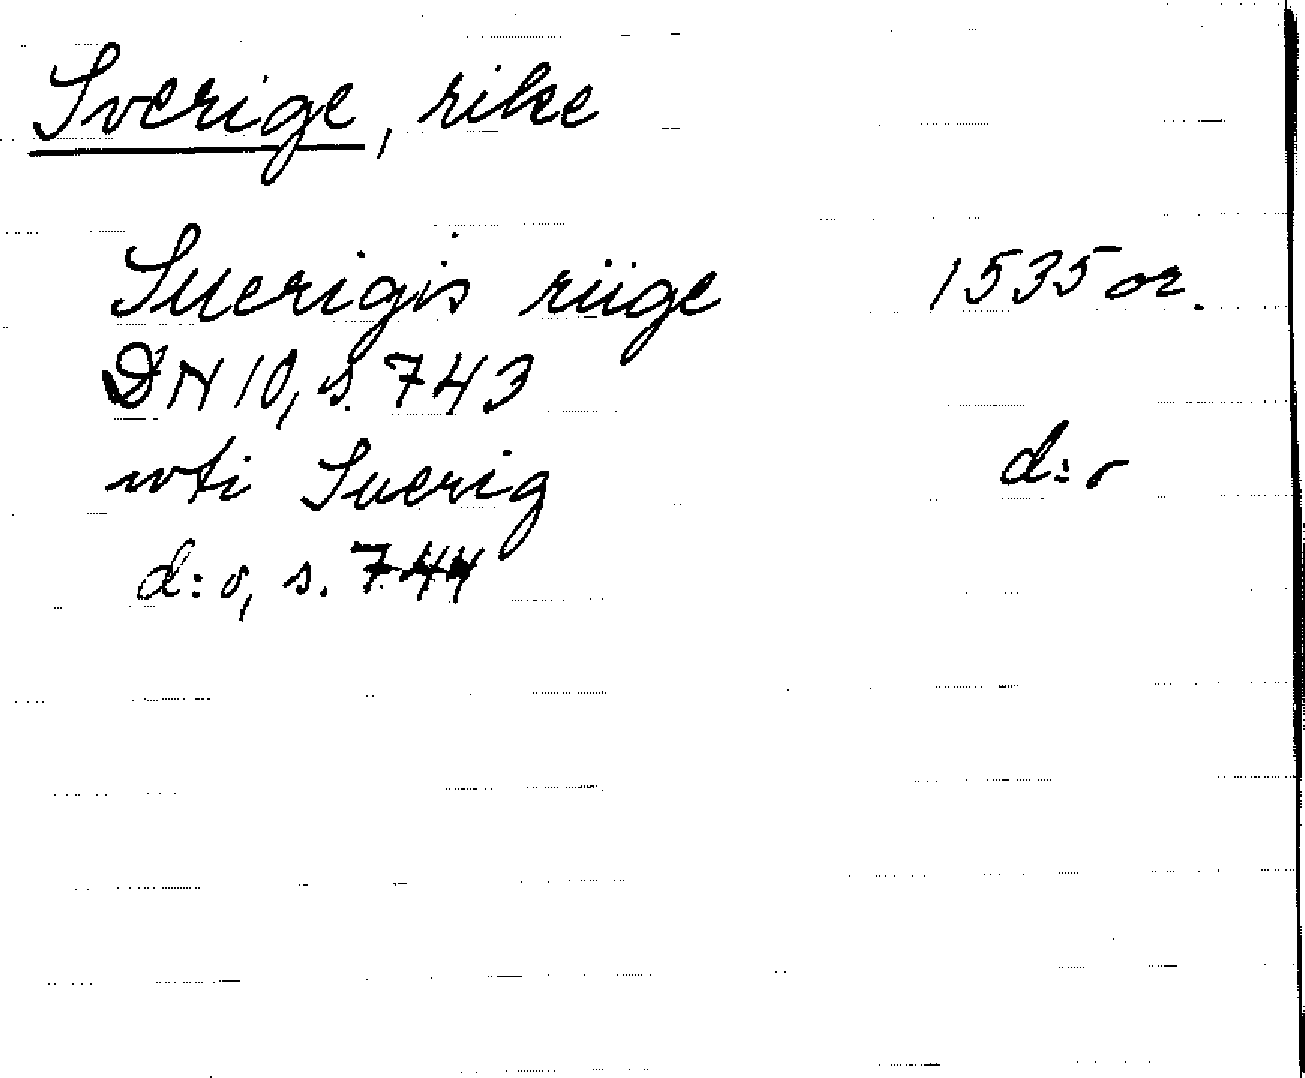 Sverige, rike
Suerigis riige 1535 or.
DN 10, s. 743
wti Suerig d:o
d:o, s. 744